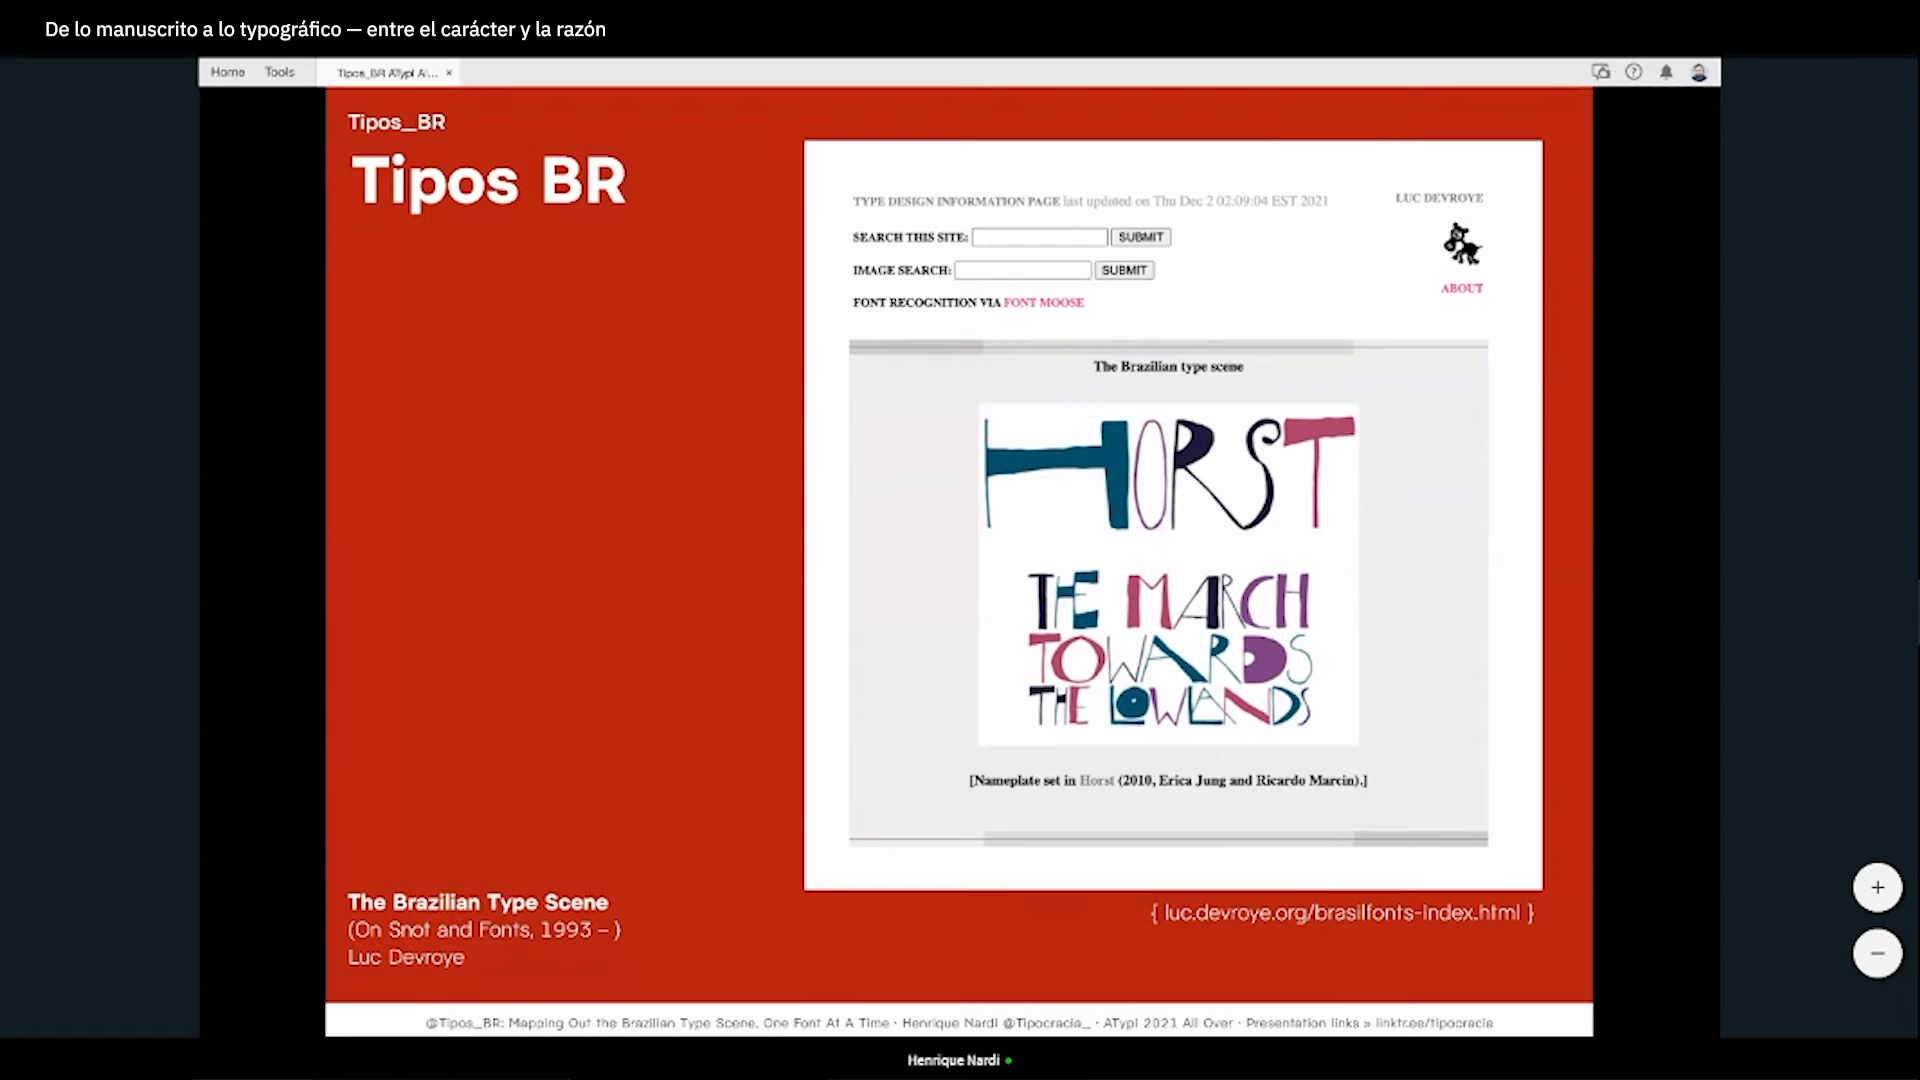 De lo manuscrito a lo typográfico — entre el carácter y la razón
Home Tools Tipos_BR ATypI A\... ×
Tipos_BR
Tipos BR
TYPE DESIGN INFORMATION PAGE last updated on Thu Dec 2 02:09:04 EST 2021
LUC DEVROYE
SEARCH THIS SITE: SUBMIT
IMAGE SEARCH: SUBMIT
ABOUT
FONT RECOGNITION VIA FONT MOOSE
The Brazilian type scene
HORST
THE MARCH
TOWARDS
THE LOWLANDS
[Nameplate set in Horst (2010, Erica Jung and Ricardo Marcin).]
The Brazilian Type Scene
(On Snot and Fonts, 1993 – )
Luc Devroye
{ luc.devroye.org/brasilfonts-index.html }
@Tipos_BR: Mapping Out the Brazilian Type Scene, One Font At A Time · Henrique Nardi @Tipocracia_ · ATypI 2021 All Over · Presentation links » linktr.ee/tipocracia
Henrique Nardi